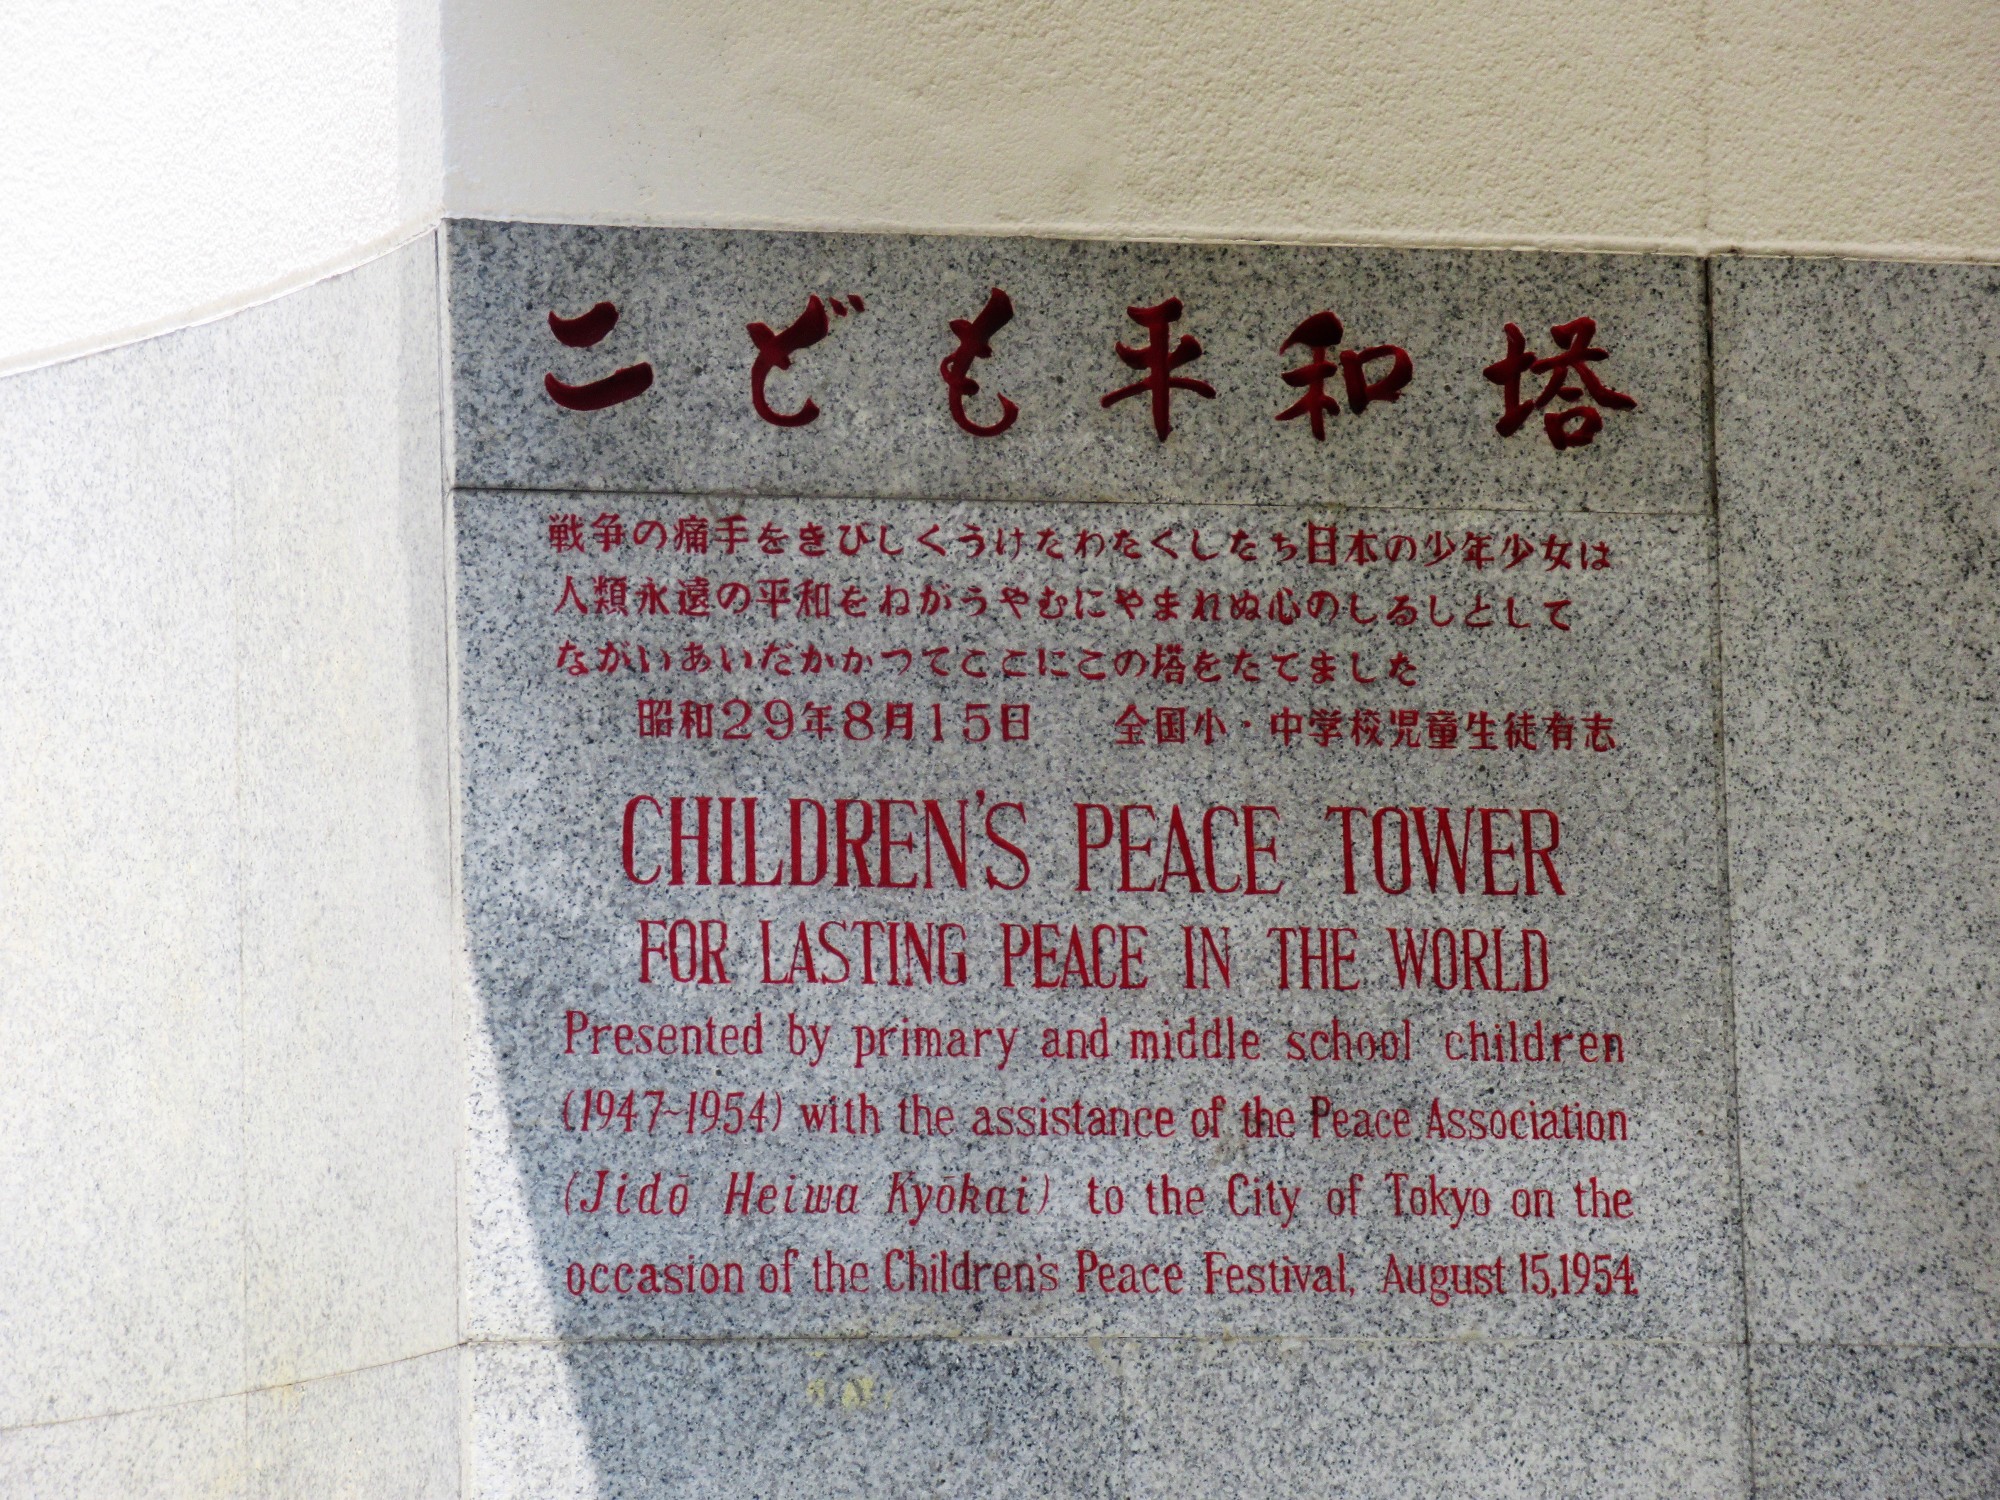 こども平和塔
戦争の痛手をきびしくうけたわたくしたち日本の少年少女は
人類永遠の平和をねがうやむにやまれぬ心のしるしとして
ながいあいだかかつてここにこの塔をたてました
昭和29年8月15日　全国小・中学校児童生徒有志
CHILDREN'S PEACE TOWER
FOR LASTING PEACE IN THE WORLD
Presented by primary and middle school children
(1947~1954) with the assistance of the Peace Association
(Jidō Heiwa Kyōkai) to the City of Tokyo on the
occasion of the Children's Peace Festival, August 15,1954.